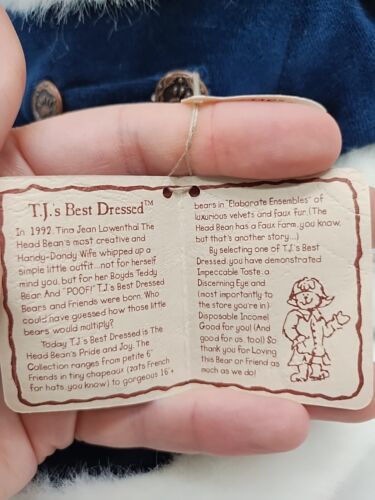 T.J.'s Best Dressed™
In 1992, Tina Jean Lowenthal The
Head Bean's most creative and
Handy-Dandy Wife whipped up a
simple little outfit...not for herself,
mind you, but for her Boyds Teddy
Bear. And "POOF!" T.J.'s Best Dressed
Bears and Friends were born. Who
could have guessed how those little
bears would multiply?
Today T.J.'s Best Dressed is The
Head Bean's Pride and Joy. The
Collection ranges from petite 6"
Friends in tiny chapeaux (zats French
for hats, you know) to gorgeous 16"+
bears in "Elaborate Ensembles" of
luxurious velvets and faux fur. (The
Head Bean has a Faux Farm, you know,
but that's another story...)
By selecting one of T.J.'s Best
Dressed, you have demonstrated
Impeccable Taste, a
Discerning Eye and
(most importantly to
the store you're in)
Disposable Income!
Good for you! (And
good for us, too!) So
thank you for Loving
this Bear or Friend as
much as we do!